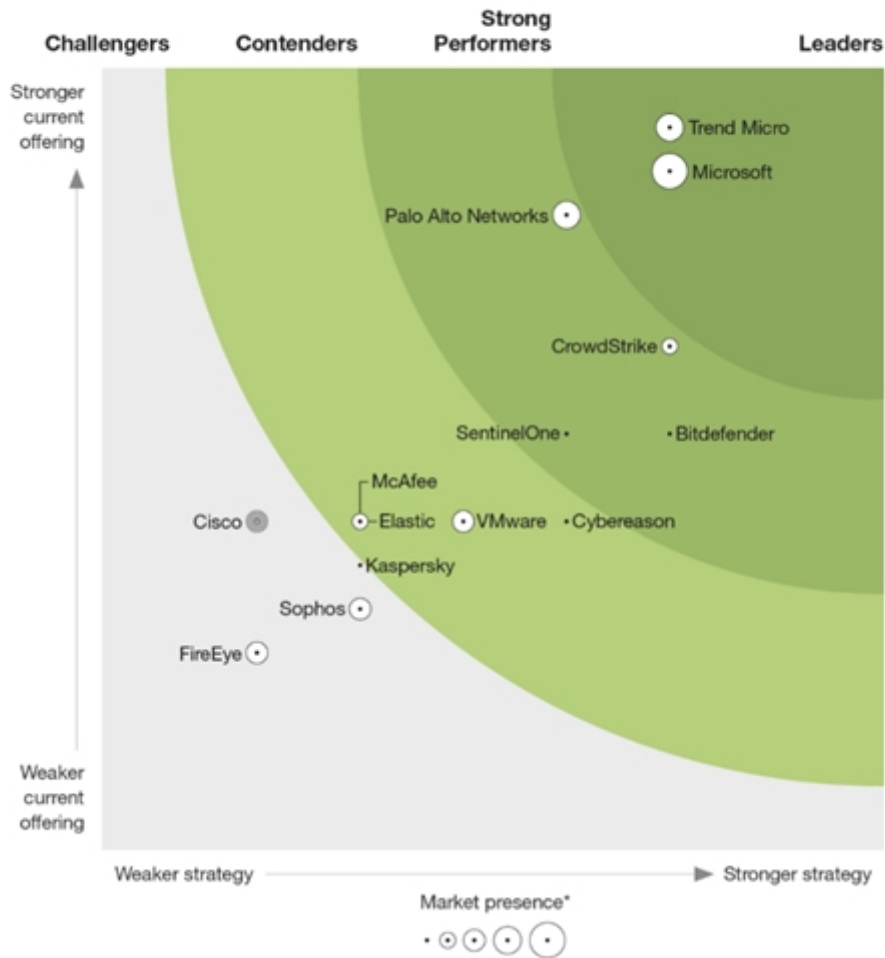 Challengers
Contenders
Strong
Performers
Leaders
Stronger
current
offering
Trend Micro
Microsoft
Palo Alto Networks
CrowdStrike
SentinelOne
Bitdefender
McAfee
Cisco
Elastic
VMware
Cybereason
Kaspersky
Sophos
FireEye
Weaker
current
offering
Weaker strategy
Stronger strategy
Market presence*